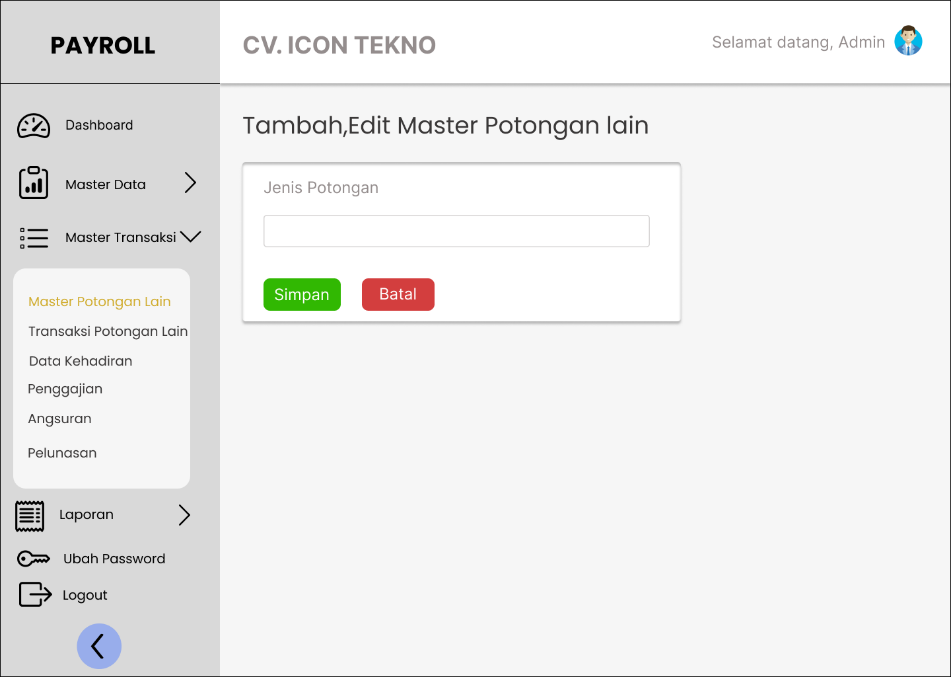 PAYROLL
CV. ICON TEKNO
Selamat datang, Admin
Dashboard
Master Data
Master Transaksi
Master Potongan Lain
Transaksi Potongan Lain
Data Kehadiran
Penggajian
Angsuran
Pelunasan
Laporan
Ubah Password
Logout
Tambah,Edit Master Potongan lain
Jenis Potongan
Simpan
Batal